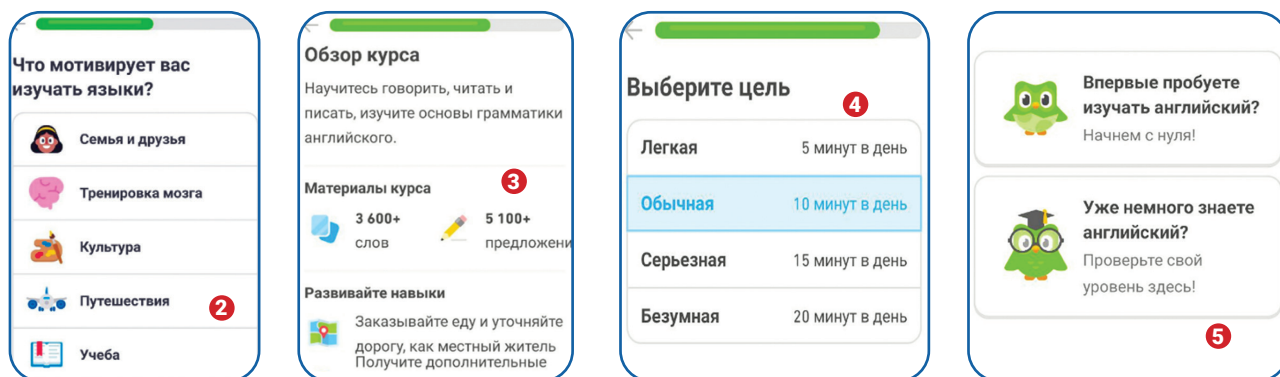 Что мотивирует вас
изучать языки?
Семья и друзья
Тренировка мозга
Культура
Путешествия
2
Учеба
Обзор курса
Научитесь говорить, читать и
писать, изучите основы грамматики
английского.
Материалы курса
3
3 600+
слов
5 100+
предложени
Развивайте навыки
Заказывайте еду и уточняйте
дорогу, как местный житель
Получите дополнительные
Выберите цель
4
Легкая 5 минут в день
Обычная 10 минут в день
Серьезная 15 минут в день
Безумная 20 минут в день
Впервые пробуете
изучать английский?
Начнем с нуля!
Уже немного знаете
английский?
Проверьте свой
уровень здесь!
5